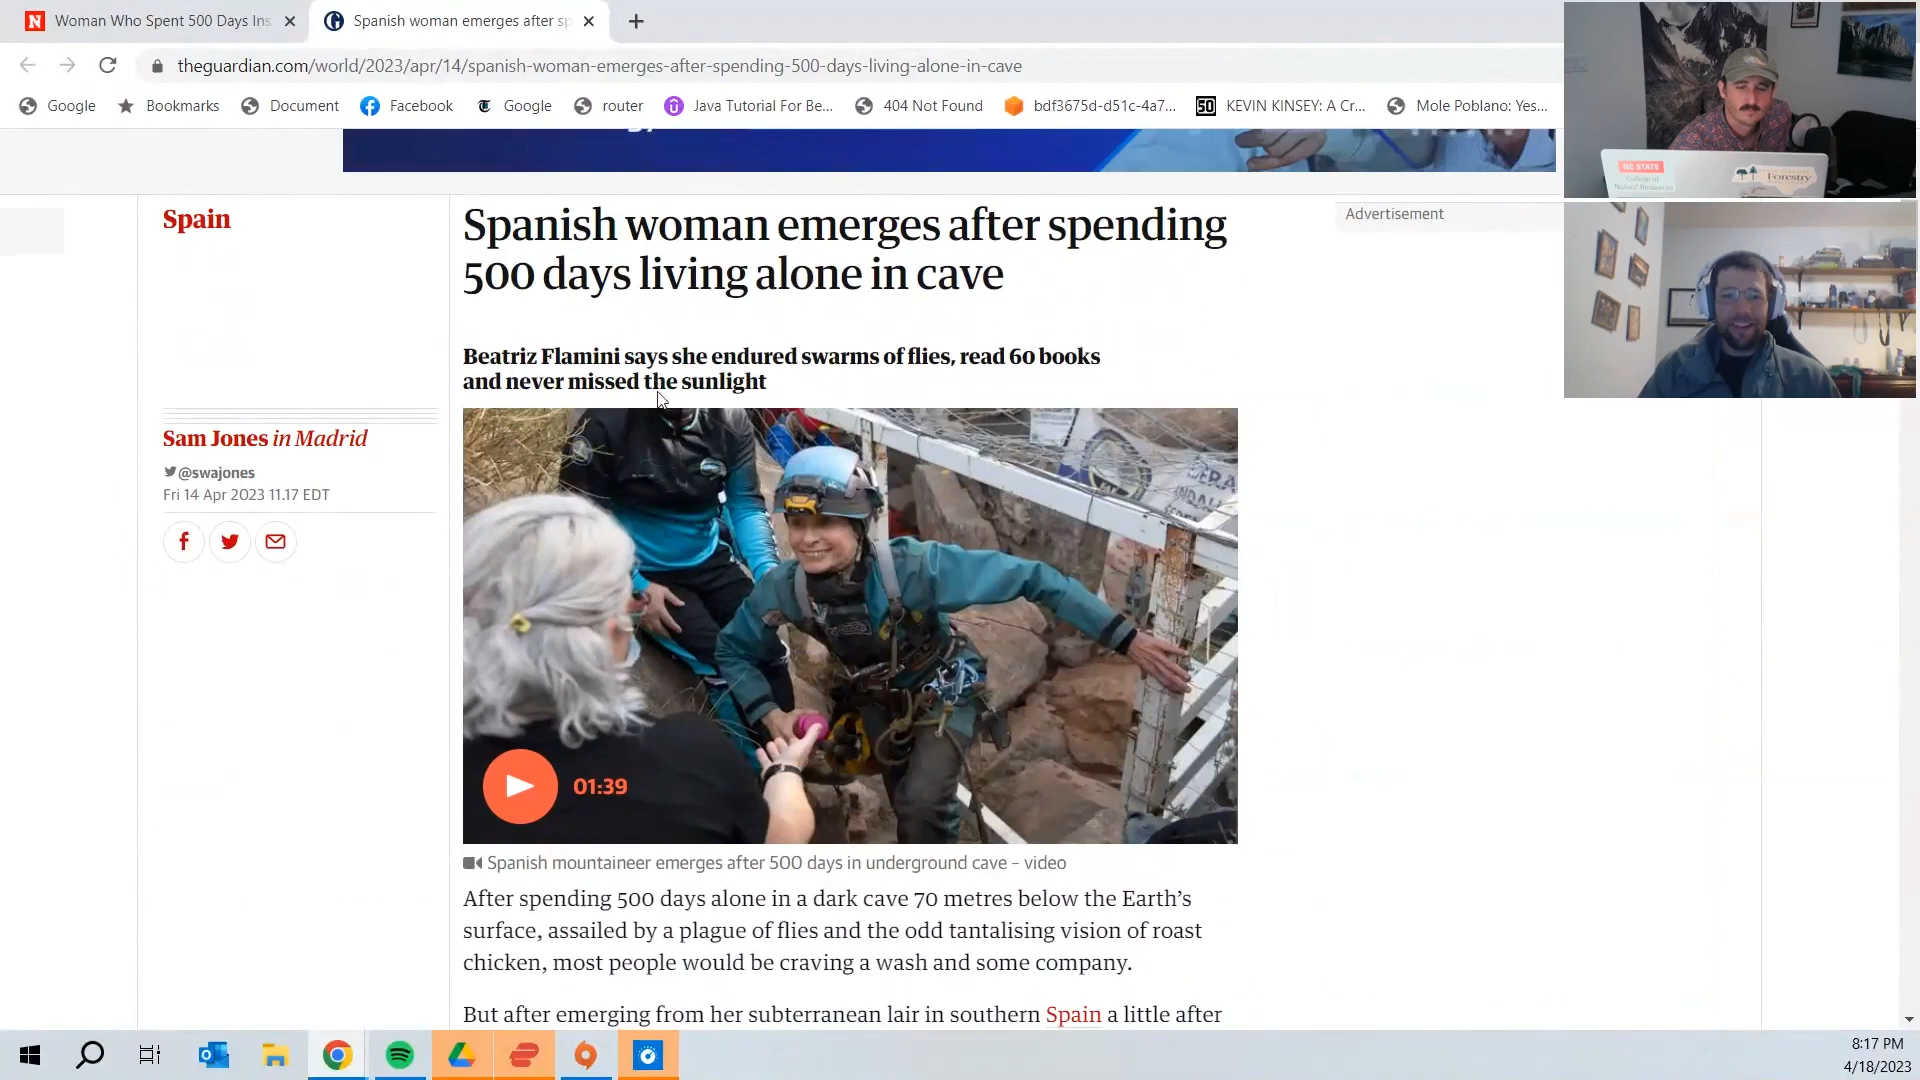 Woman Who Spent 500 Days Ins
Spanish woman emerges after sp
theguardian.com/world/2023/apr/14/spanish-woman-emerges-after-spending-500-days-living-alone-in-cave
Google Bookmarks Document Facebook Google router Java Tutorial For Be... 404 Not Found bdf3675d-d51c-4a7... KEVIN KINSEY: A Cr... Mole Poblano: Yes...
NC STATE
College of
Natural Resources
Forestry
Advertisement
Spain
Spanish woman emerges after spending
500 days living alone in cave
Beatriz Flamini says she endured swarms of flies, read 60 books
and never missed the sunlight
Sam Jones in Madrid
@swajones
Fri 14 Apr 2023 11.17 EDT
01:39
Spanish mountaineer emerges after 500 days in underground cave – video
After spending 500 days alone in a dark cave 70 metres below the Earth’s
surface, assailed by a plague of flies and the odd tantalising vision of roast
chicken, most people would be craving a wash and some company.
But after emerging from her subterranean lair in southern Spain a little after
8:17 PM
4/18/2023